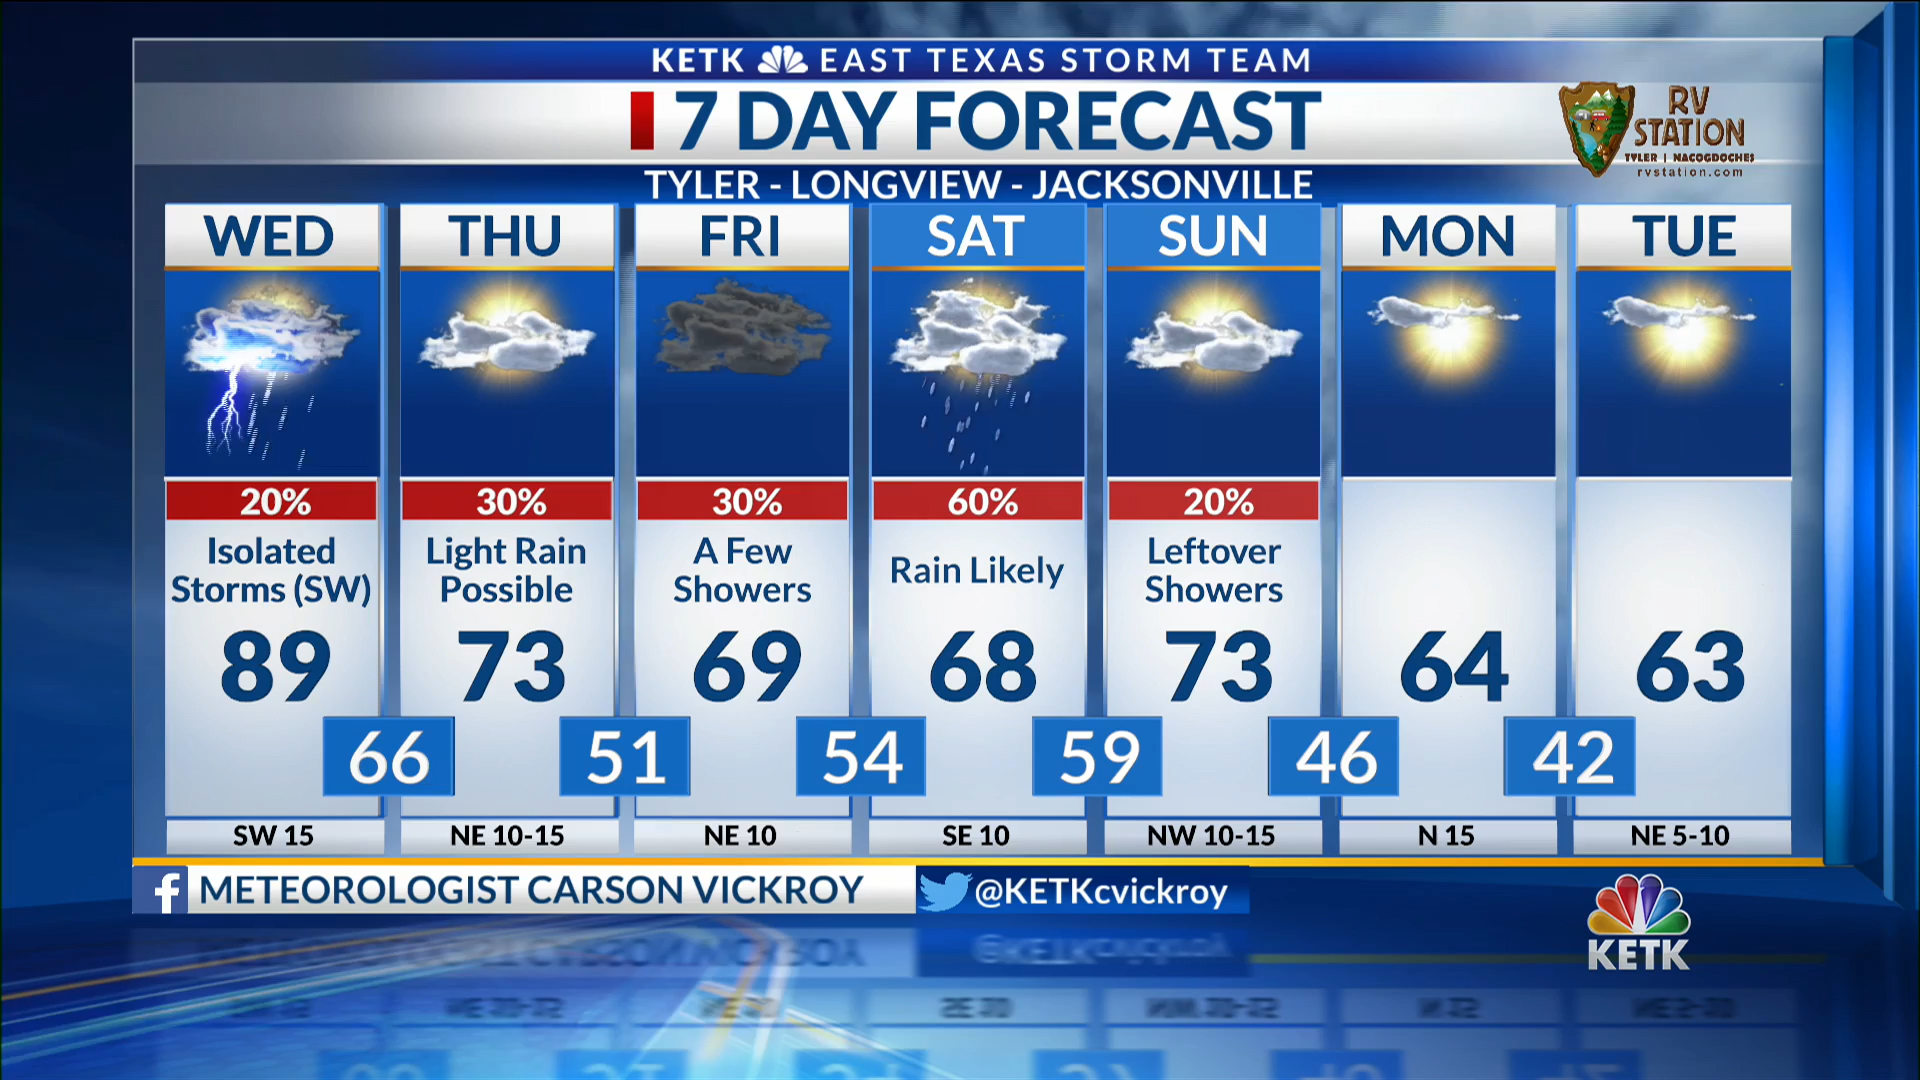 KETK EAST TEXAS STORM TEAM
7 DAY FORECAST
RV
STATION
TYLER | NACOGDOCHES
rvstation.com
TYLER - LONGVIEW - JACKSONVILLE
WED THU FRI SAT SUN MON TUE
20% 30% 30% 60% 20%
Isolated Storms (SW)
Light Rain Possible
A Few Showers
Rain Likely
Leftover Showers
89 73 69 68 73 64 63
66 51 54 59 46 42
SW 15 NE 10-15 NE 10 SE 10 NW 10-15 N 15 NE 5-10
f METEOROLOGIST CARSON VICKROY @KETKcvickroy
KETK